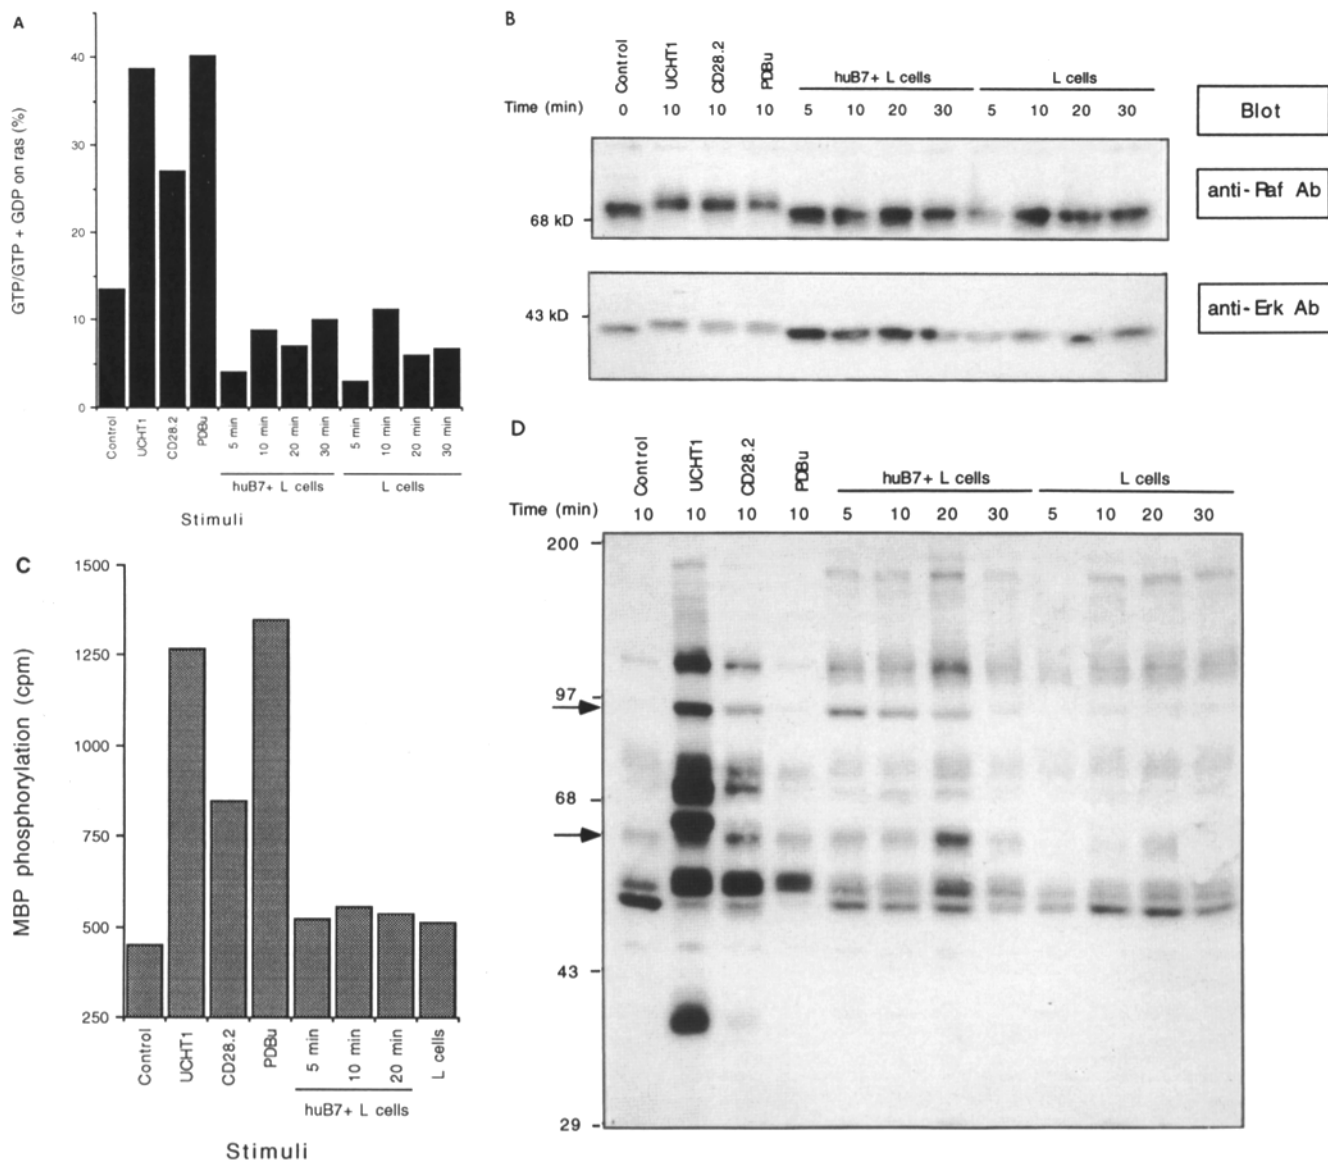 A
GTP/GTP + GDP on ras (%)
40
30
20
10
0
Control
UCHT1
CD28.2
PDBu
5 min
10 min
20 min
30 min
5 min
10 min
20 min
30 min
huB7+ L cells
L cells
Stimuli
B
Control
UCHT1
CD28.2
PDBu
huB7+ L cells
L cells
Time (min)
0 10 10 10 5 10 20 30 5 10 20 30
Blot
68 kD
anti-Raf Ab
43 kD
anti-Erk Ab
C
MBP phosphorylation (cpm)
1500
1250
1000
750
500
250
Control
UCHT1
CD28.2
PDBu
5 min
10 min
20 min
L cells
huB7+ L cells
Stimuli
D
Control
UCHT1
CD28.2
PDBu
huB7+ L cells
L cells
Time (min)
10 10 10 10 5 10 20 30 5 10 20 30
200
97
68
43
29